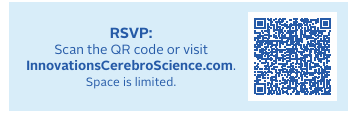 RSVP:
Scan the QR code or visit
InnovationsCerebroScience.com.
Space is limited.